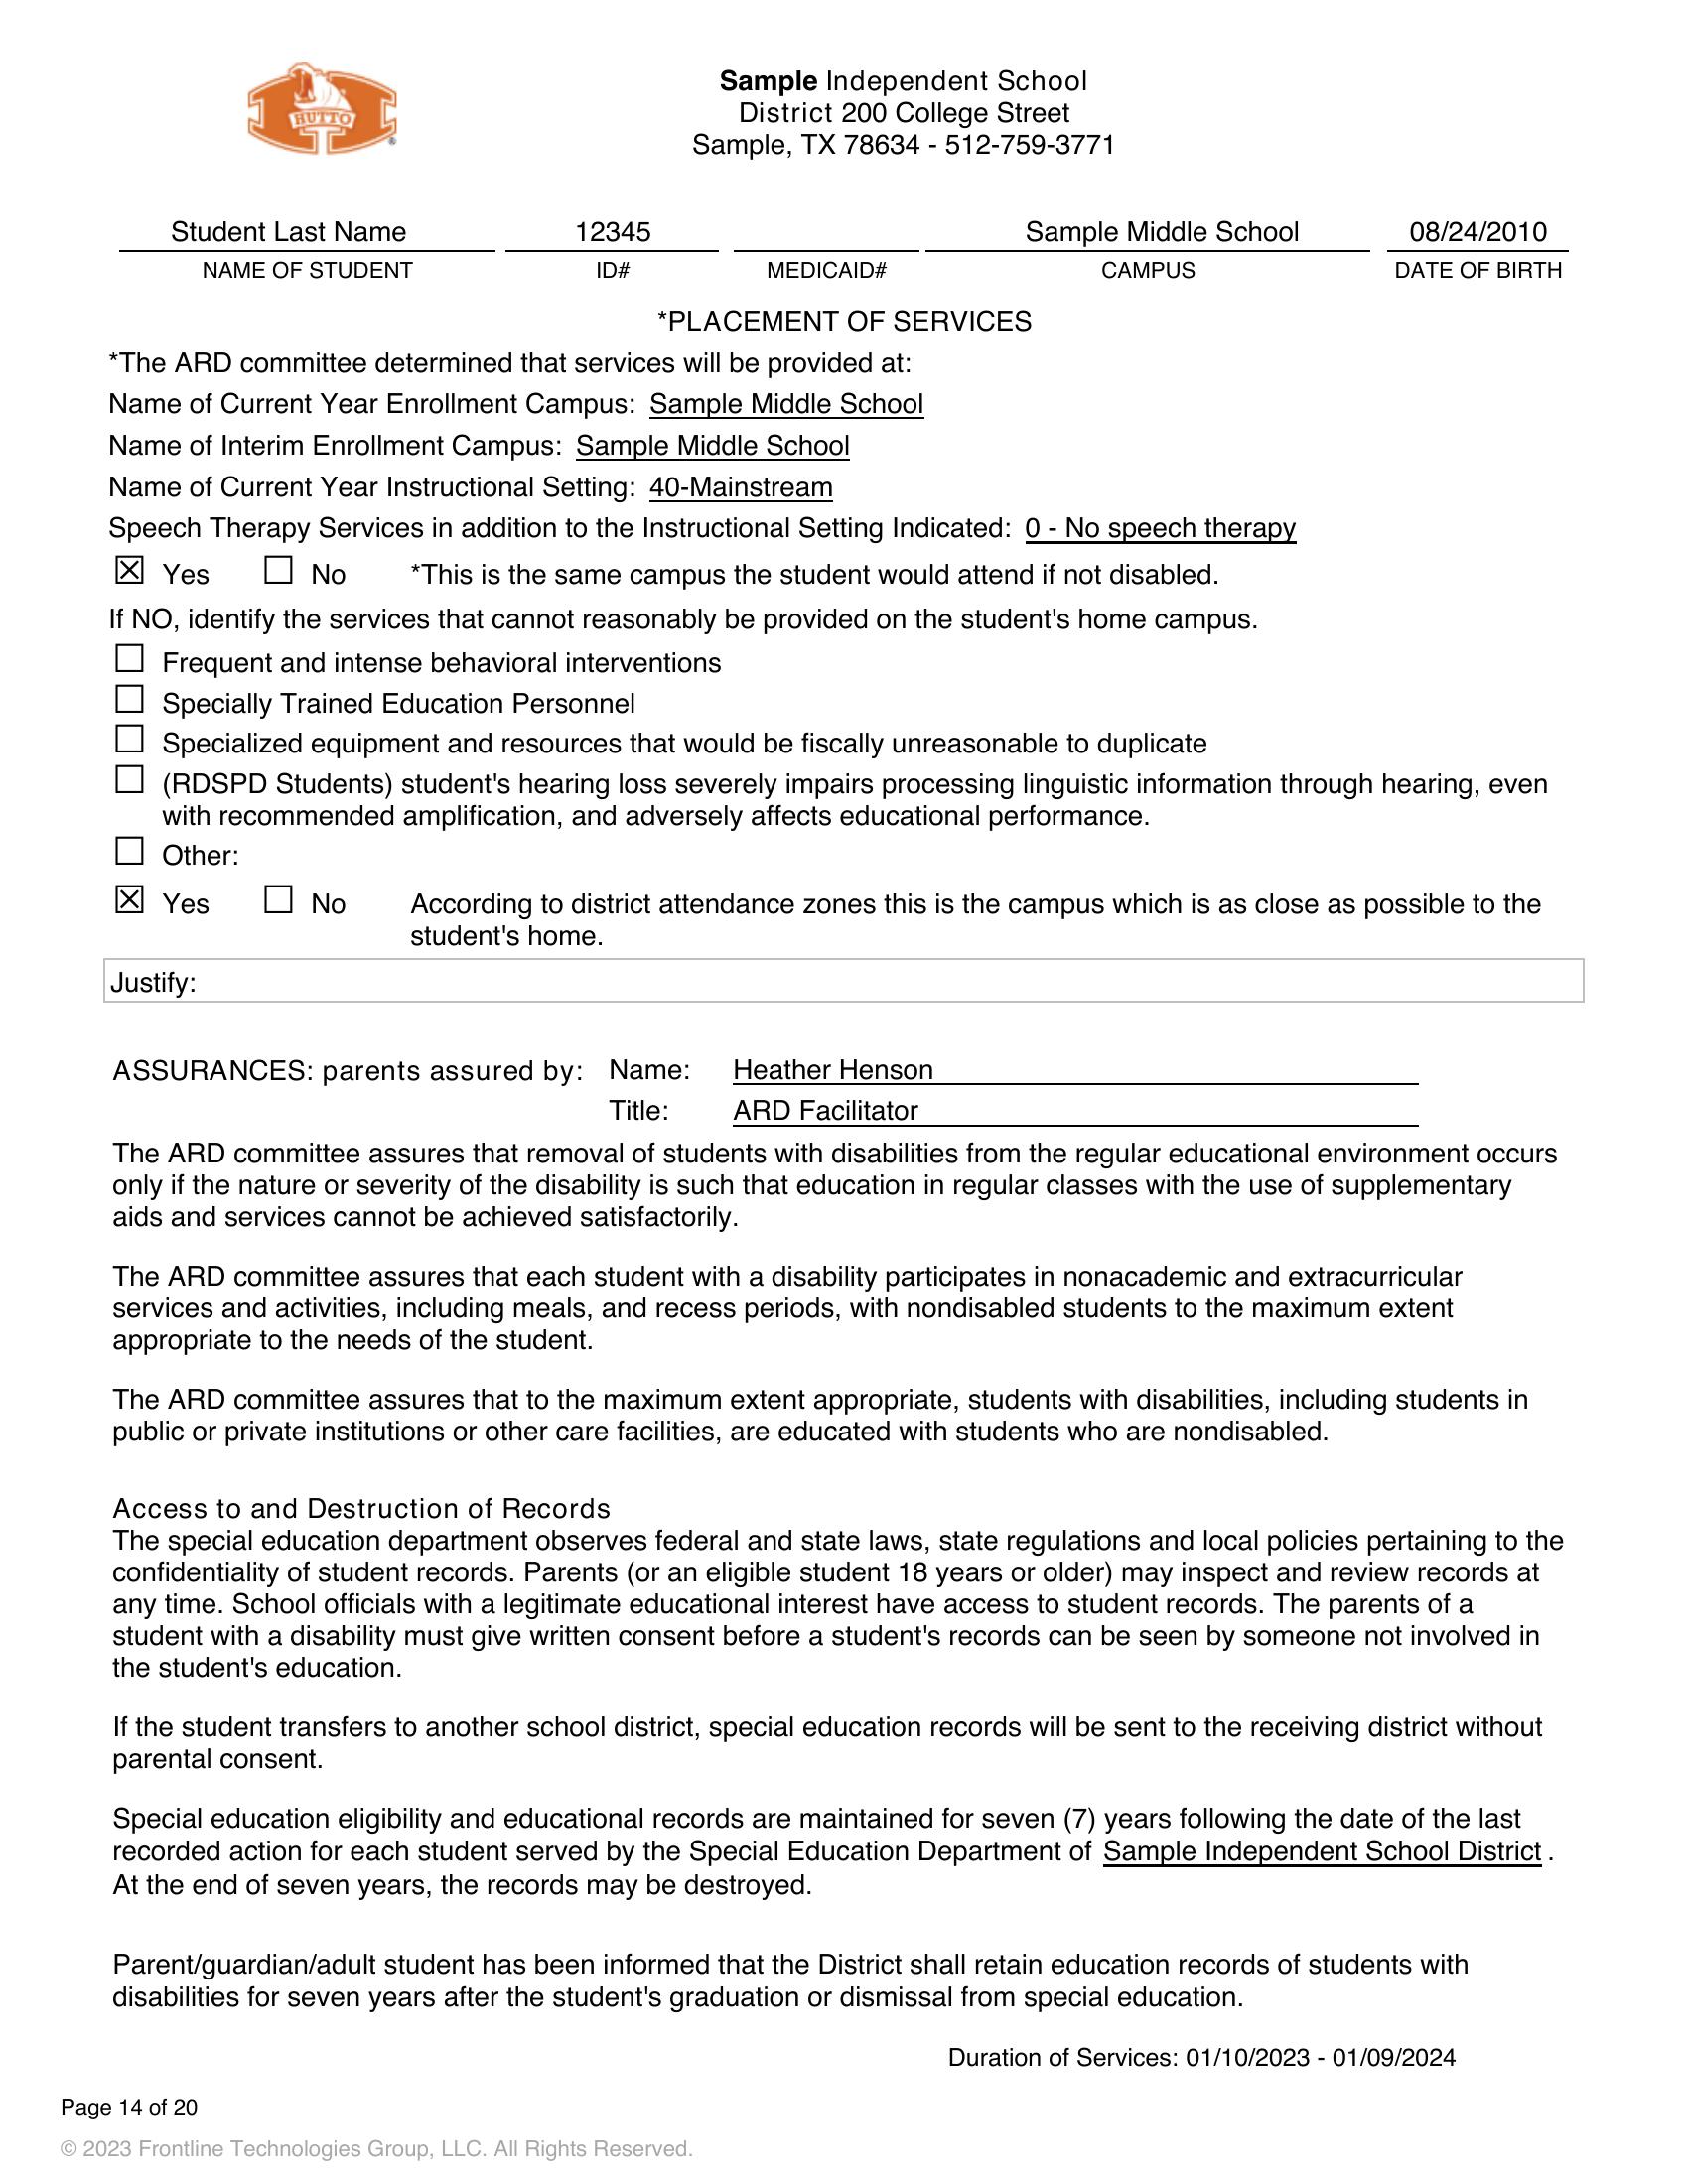 HUTTO
®
Sample Independent School
District 200 College Street
Sample, TX 78634 - 512-759-3771
Student Last Name 12345 Sample Middle School 08/24/2010
NAME OF STUDENT ID# MEDICAID# CAMPUS DATE OF BIRTH
*PLACEMENT OF SERVICES
*The ARD committee determined that services will be provided at:
Name of Current Year Enrollment Campus: Sample Middle School
Name of Interim Enrollment Campus: Sample Middle School
Name of Current Year Instructional Setting: 40-Mainstream
Speech Therapy Services in addition to the Instructional Setting Indicated: 0 - No speech therapy
☒ Yes ☐ No *This is the same campus the student would attend if not disabled.
If NO, identify the services that cannot reasonably be provided on the student's home campus.
☐ Frequent and intense behavioral interventions
☐ Specially Trained Education Personnel
☐ Specialized equipment and resources that would be fiscally unreasonable to duplicate
☐ (RDSPD Students) student's hearing loss severely impairs processing linguistic information through hearing, even
with recommended amplification, and adversely affects educational performance.
☐ Other:
☒ Yes ☐ No According to district attendance zones this is the campus which is as close as possible to the
student's home.
Justify:
ASSURANCES: parents assured by: Name: Heather Henson
Title: ARD Facilitator
The ARD committee assures that removal of students with disabilities from the regular educational environment occurs
only if the nature or severity of the disability is such that education in regular classes with the use of supplementary
aids and services cannot be achieved satisfactorily.
The ARD committee assures that each student with a disability participates in nonacademic and extracurricular
services and activities, including meals, and recess periods, with nondisabled students to the maximum extent
appropriate to the needs of the student.
The ARD committee assures that to the maximum extent appropriate, students with disabilities, including students in
public or private institutions or other care facilities, are educated with students who are nondisabled.
Access to and Destruction of Records
The special education department observes federal and state laws, state regulations and local policies pertaining to the
confidentiality of student records. Parents (or an eligible student 18 years or older) may inspect and review records at
any time. School officials with a legitimate educational interest have access to student records. The parents of a
student with a disability must give written consent before a student's records can be seen by someone not involved in
the student's education.
If the student transfers to another school district, special education records will be sent to the receiving district without
parental consent.
Special education eligibility and educational records are maintained for seven (7) years following the date of the last
recorded action for each student served by the Special Education Department of Sample Independent School District .
At the end of seven years, the records may be destroyed.
Parent/guardian/adult student has been informed that the District shall retain education records of students with
disabilities for seven years after the student's graduation or dismissal from special education.
Duration of Services: 01/10/2023 - 01/09/2024
Page 14 of 20
© 2023 Frontline Technologies Group, LLC. All Rights Reserved.